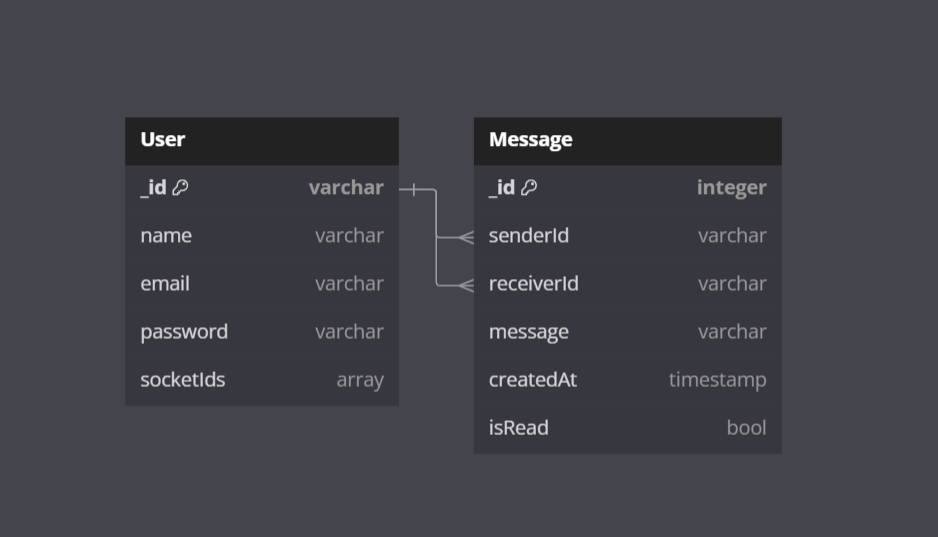 User
_id varchar
name varchar
email varchar
password varchar
socketIds array
Message
_id integer
senderId varchar
receiverId varchar
message varchar
createdAt timestamp
isRead bool